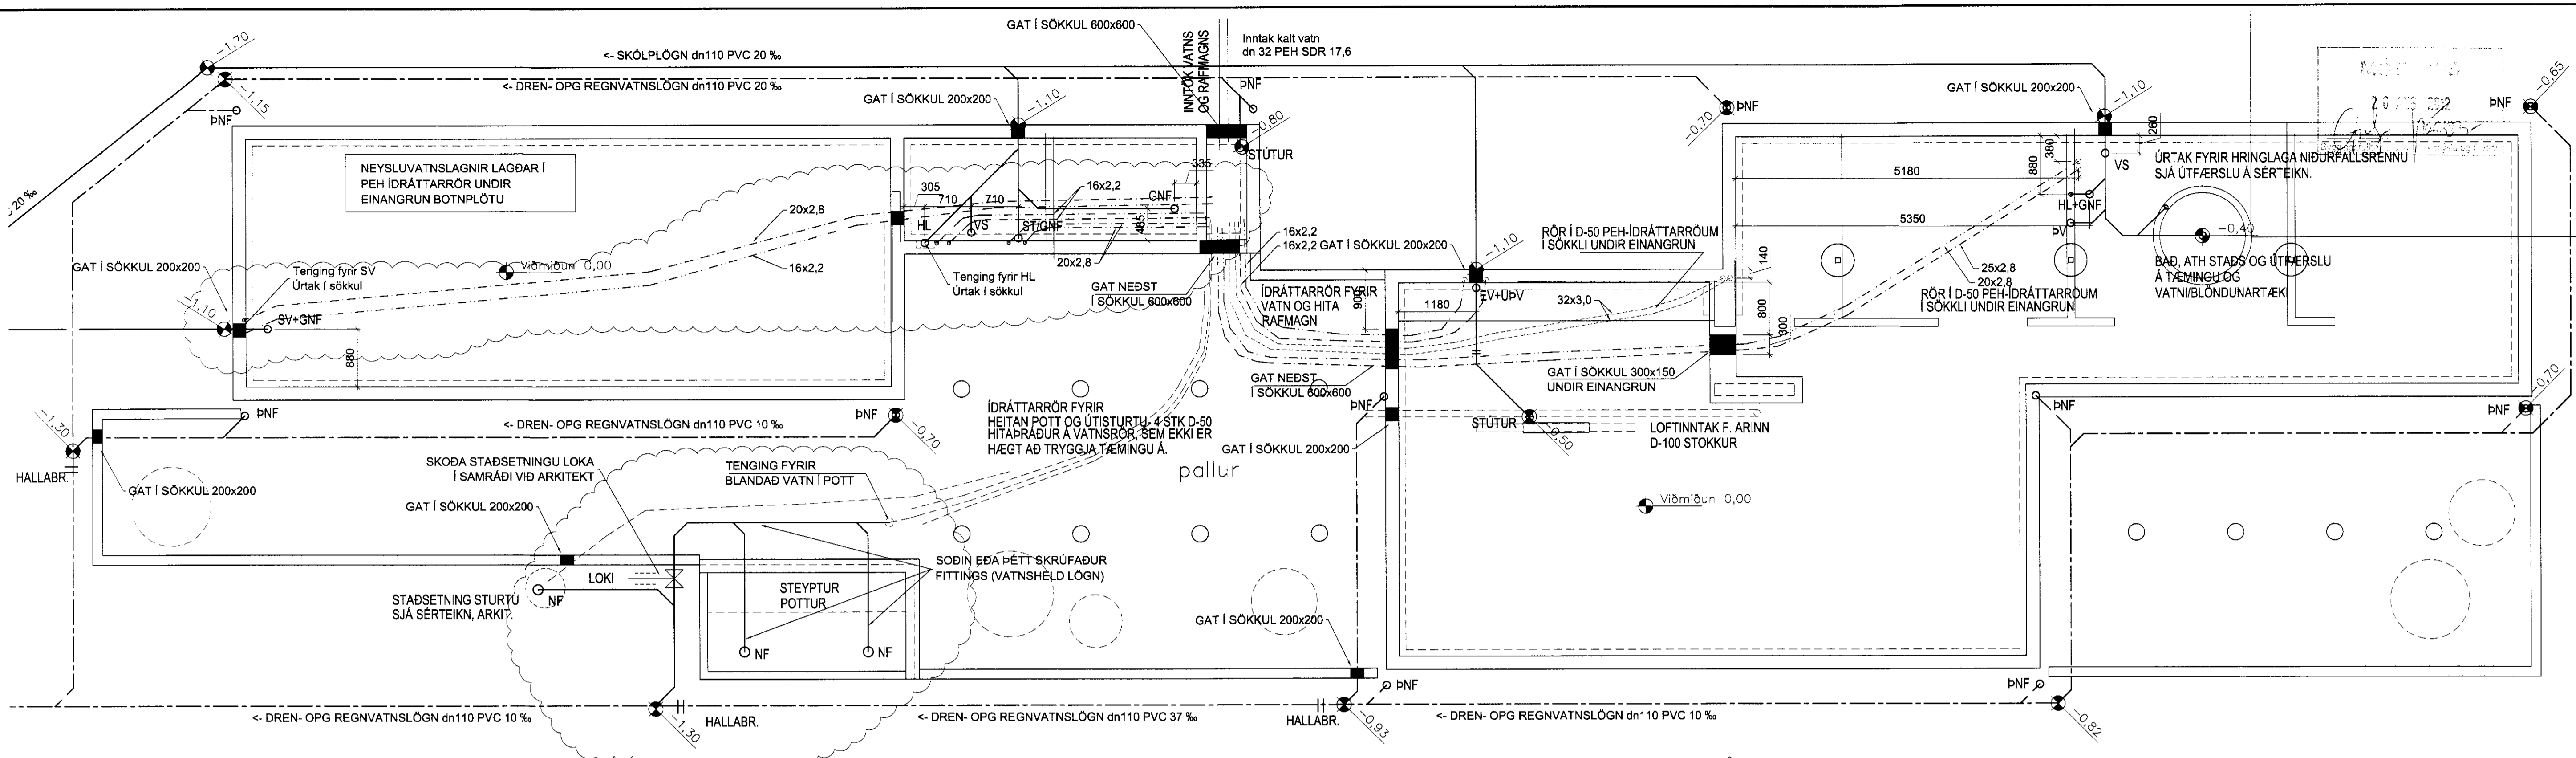 GAT Í SÖKKUL 600x600
-1,70
<- SKÓLPLÖGN dn110 PVC 20 ‰
INNTÖK VATNS
OG RAFMAGNS
Inntak kalt vatn
dn 32 PEH SDR 17,6
<- DREN- OPG REGNVATNSLÖGN dn110 PVC 20 ‰
-1,15
ÞNF
GAT Í SÖKKUL 200x200
-1,10
ÞNF
-0,80
STÚTUR
-0,70
ÞNF
GAT Í SÖKKUL 200x200
-1,10
260
380
880
VS
ÞNF
-0,65
ÚRTAK FYRIR HRINGLAGA NIÐURFALLSRENNU
SJÁ ÚTFÆRSLU Á SÉRTEIKN.
NEYSLUVATNSLAGNIR LAGÐAR Í
PEH ÍDRÁTTARRÖR UNDIR
EINANGRUN BOTNPLÖTU
20 ‰
335
305
710
710
16x2,2
GNF
485
HL
VS
ST/GNF
20x2,8
20x2,8
16x2,2
5180
5350
HL+GNF
ÞV
-0,40
BAÐ, ATH STAÐS OG ÚTFÆRSLU
Á TÆMINGU OG
VATNI/BLÖNDUNARTÆKI
16x2,2
16x2,2
GAT Í SÖKKUL 200x200
-1,10
RÖR Í D-50 PEH-ÍDRÁTTARRÖUM
Í SÖKKLI UNDIR EINANGRUN
140
25x2,8
20x2,8
RÖR Í D-50 PEH-ÍDRÁTTARRÖUM
Í SÖKKLI UNDIR EINANGRUN
GAT Í SÖKKUL 200x200
Tenging fyrir SV
Úrtak í sökkul
Viðmiðun 0,00
Tenging fyrir HL
Úrtak í sökkul
GAT NEÐST
Í SÖKKUL 600x600
ÍDRÁTTARRÖR FYRIR
VATN OG HITA
RAFMAGN
900
1180
EV+UÞV
32x3,0
800
300
-1,10
SV+GNF
880
GAT NEÐST
Í SÖKKUL 600x600
GAT Í SÖKKUL 300x150
UNDIR EINANGRUN
-1,30
ÞNF
<- DREN- OPG REGNVATNSLÖGN dn110 PVC 10 ‰
ÞNF
-0,70
ÍDRÁTTARRÖR FYRIR
HEITAN POTT OG ÚTISTURTU- 4 STK D-50
HITAÞRÁÐUR Á VATNSRÖR, SEM EKKI ER
HÆGT AÐ TRYGGJA TÆMINGU Á.
ÞNF
STÚTUR
-0,50
LOFTINNTAK F. ARINN
D-100 STOKKUR
ÞNF
-0,70
ÞNF
HALLABR.
GAT Í SÖKKUL 200x200
SKOÐA STAÐSETNINGU LOKA
Í SAMRÁÐI VIÐ ARKITEKT
TENGING FYRIR
BLANDAÐ VATN Í POTT
GAT Í SÖKKUL 200x200
pallur
GAT Í SÖKKUL 200x200
Viðmiðun 0,00
LOKI
STEYPTUR
POTTUR
SOÐIN EÐA ÞÉTT SKRÚFAÐUR
FITTINGS (VATNSHELD LÖGN)
STAÐSETNING STURTU
SJÁ SÉRTEIKN, ARKIT.
NF
GAT Í SÖKKUL 200x200
NF
NF
ÞNF
ÞNF
<- DREN- OPG REGNVATNSLÖGN dn110 PVC 10 ‰
-1,30
HALLABR.
<- DREN- OPG REGNVATNSLÖGN dn110 PVC 37 ‰
HALLABR.
-0,93
<- DREN- OPG REGNVATNSLÖGN dn110 PVC 10 ‰
-0,82